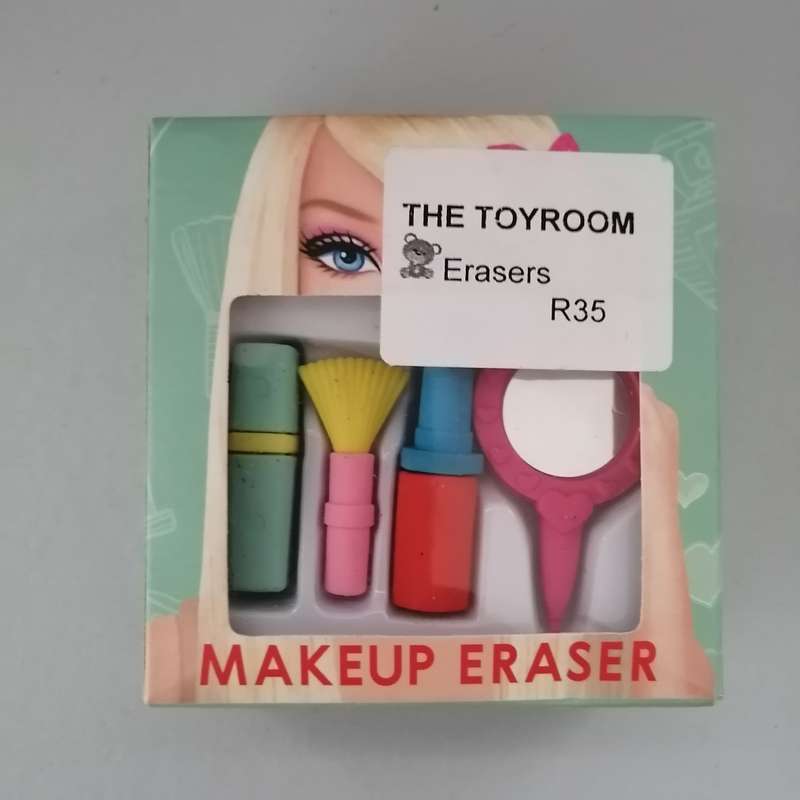 THE TOYROOM
Erasers
R35
MAKEUP ERASER